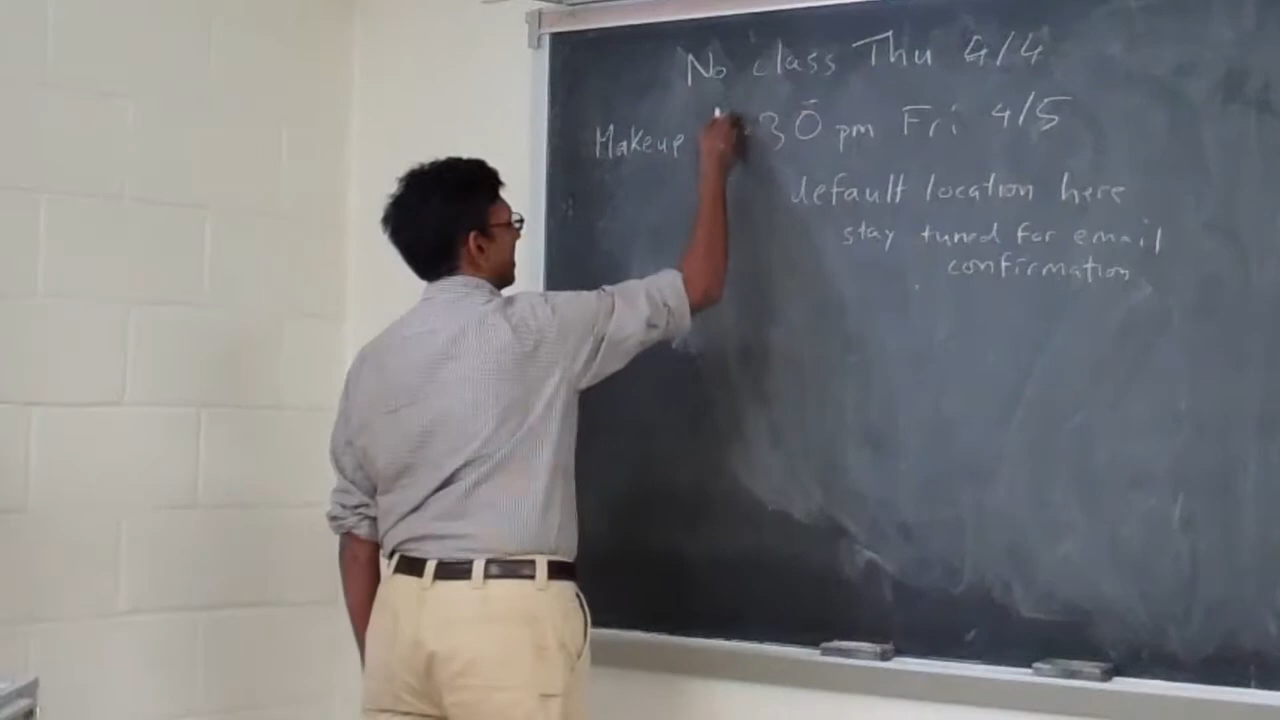 No class Thu 4/4
Makeup :30 pm Fri 4/5
default location here
stay tuned for email
confirmation